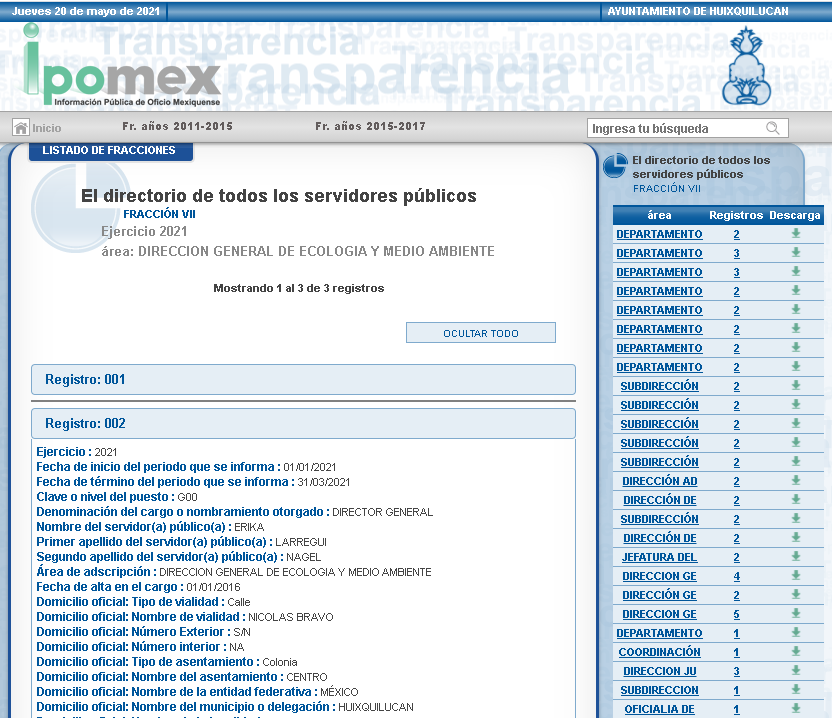 Jueves 20 de mayo de 2021
AYUNTAMIENTO DE HUIXQUILUCAN
Transparencia
ipomex
Información Pública de Oficio Mexiquense
Inicio
Fr. años 2011-2015
Fr. años 2015-2017
Ingresa tu búsqueda
LISTADO DE FRACCIONES
El directorio de todos los servidores públicos
FRACCIÓN VII
Ejercicio 2021
área: DIRECCION GENERAL DE ECOLOGIA Y MEDIO AMBIENTE
Mostrando 1 al 3 de 3 registros
OCULTAR TODO
Registro: 001
Registro: 002
Ejercicio : 2021
Fecha de inicio del periodo que se informa : 01/01/2021
Fecha de término del periodo que se informa : 31/03/2021
Clave o nivel del puesto : G00
Denominación del cargo o nombramiento otorgado : DIRECTOR GENERAL
Nombre del servidor(a) público(a) : ERIKA
Primer apellido del servidor(a) público(a) : LARREGUI
Segundo apellido del servidor(a) público(a) : NAGEL
Área de adscripción : DIRECCION GENERAL DE ECOLOGIA Y MEDIO AMBIENTE
Fecha de alta en el cargo : 01/01/2016
Domicilio oficial: Tipo de vialidad : Calle
Domicilio oficial: Nombre de vialidad : NICOLAS BRAVO
Domicilio oficial: Número Exterior : S/N
Domicilio oficial: Número interior : NA
Domicilio oficial: Tipo de asentamiento : Colonia
Domicilio oficial: Nombre del asentamiento : CENTRO
Domicilio oficial: Nombre de la entidad federativa : MÉXICO
Domicilio oficial: Nombre del municipio o delegación : HUIXQUILUCAN
El directorio de todos los
servidores públicos
FRACCIÓN VII
área Registros Descarga
DEPARTAMENTO 2
DEPARTAMENTO 3
DEPARTAMENTO 3
DEPARTAMENTO 2
DEPARTAMENTO 2
DEPARTAMENTO 2
DEPARTAMENTO 2
DEPARTAMENTO 2
SUBDIRECCIÓN 2
SUBDIRECCIÓN 2
SUBDIRECCIÓN 2
SUBDIRECCIÓN 2
SUBDIRECCIÓN 2
DIRECCIÓN AD 2
DIRECCIÓN DE 2
SUBDIRECCIÓN 2
DIRECCIÓN DE 2
JEFATURA DEL 2
DIRECCION GE 4
DIRECCIÓN GE 2
DIRECCION GE 5
DEPARTAMENTO 1
COORDINACIÓN 1
DIRECCION JU 3
SUBDIRECCION 1
OFICIALIA DE 1